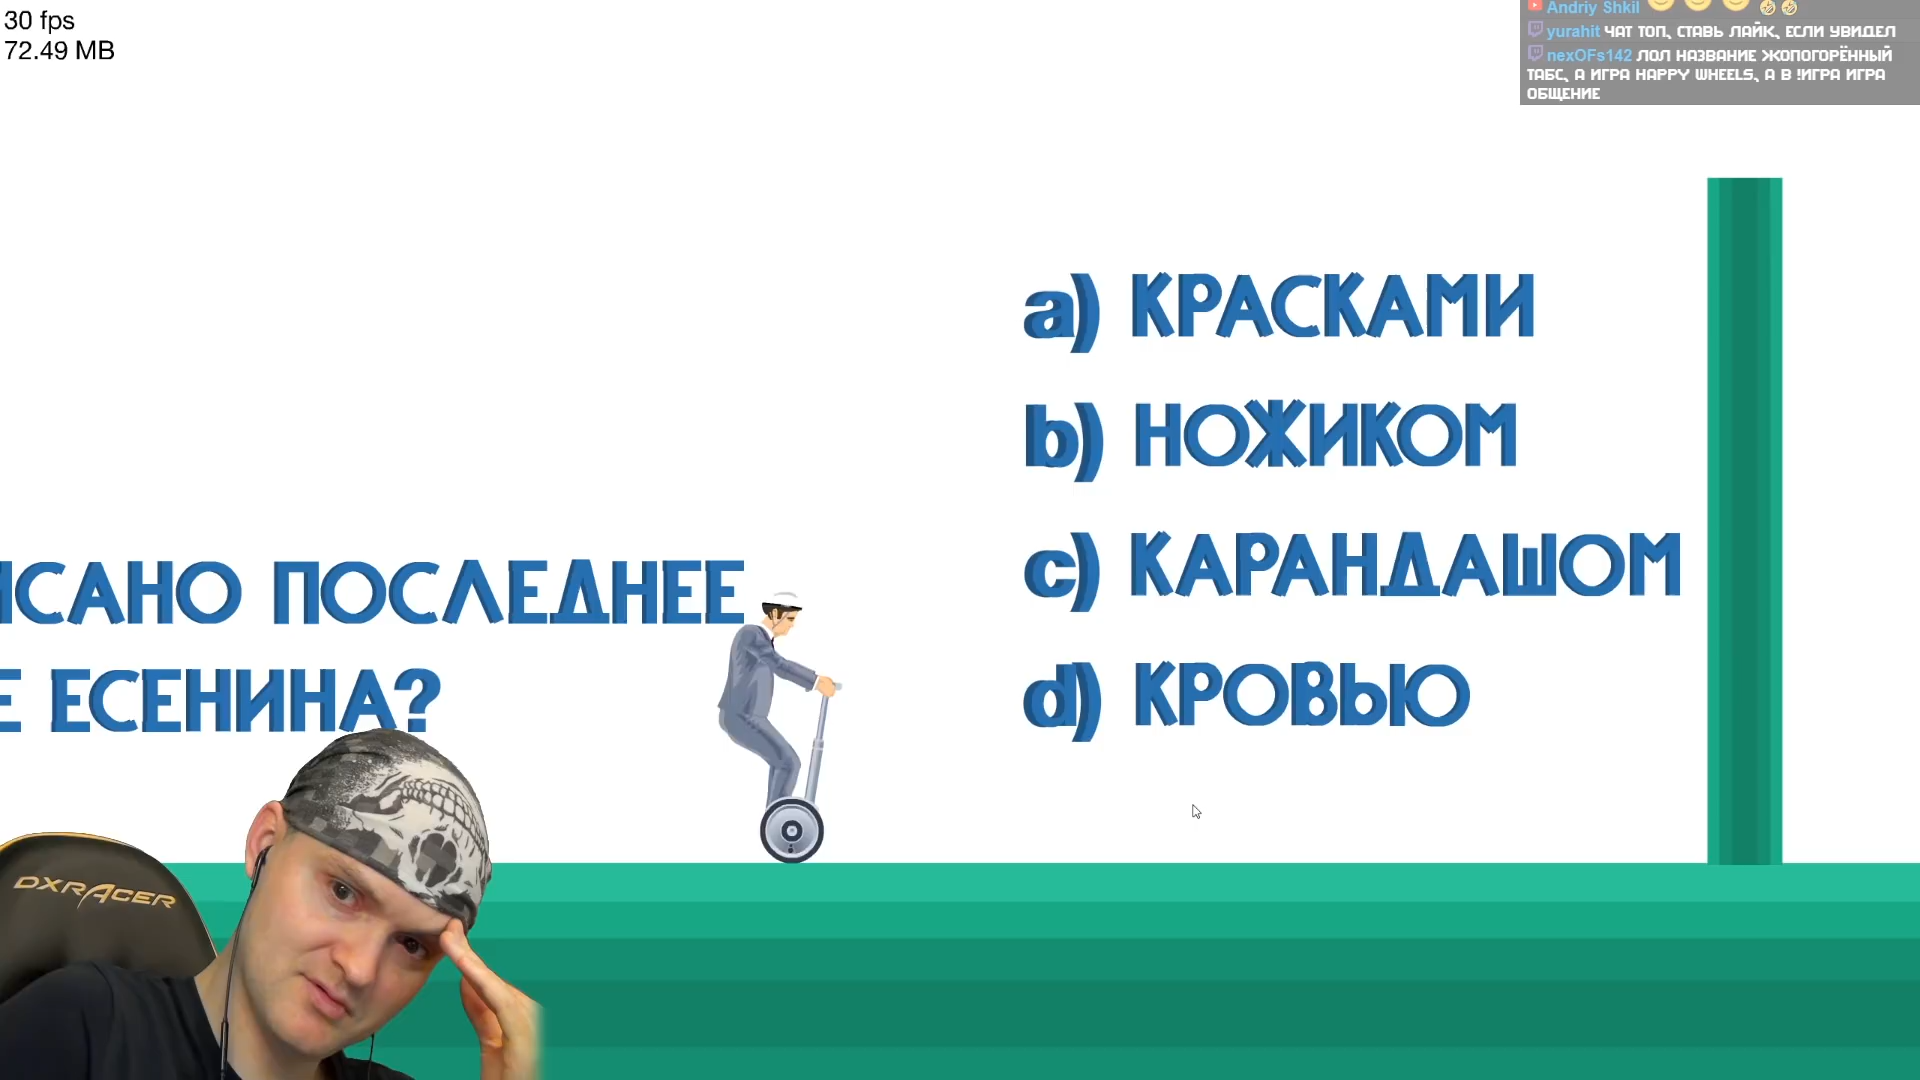 30 fps
72.49 MB
Andriy Shkil
yurahit ЧАТ ТОП, СТАВЬ ЛАЙК, ЕСЛИ УВИДЕЛ
nexOFs142 ЛОЛ НАЗВАНИЕ ЖОПОГОРЁННЫЙ
ТАБС, А ИГРА HAPPY WHEELS, А В !ИГРА ИГРА
ОБЩЕНИЕ
a) КРАСКАМИ
b) НОЖИКОМ
c) КАРАНДАШОМ
d) КРОВЬЮ
ИСАНО ПОСЛЕДНЕЕ
Е ЕСЕНИНА?
DXRACER